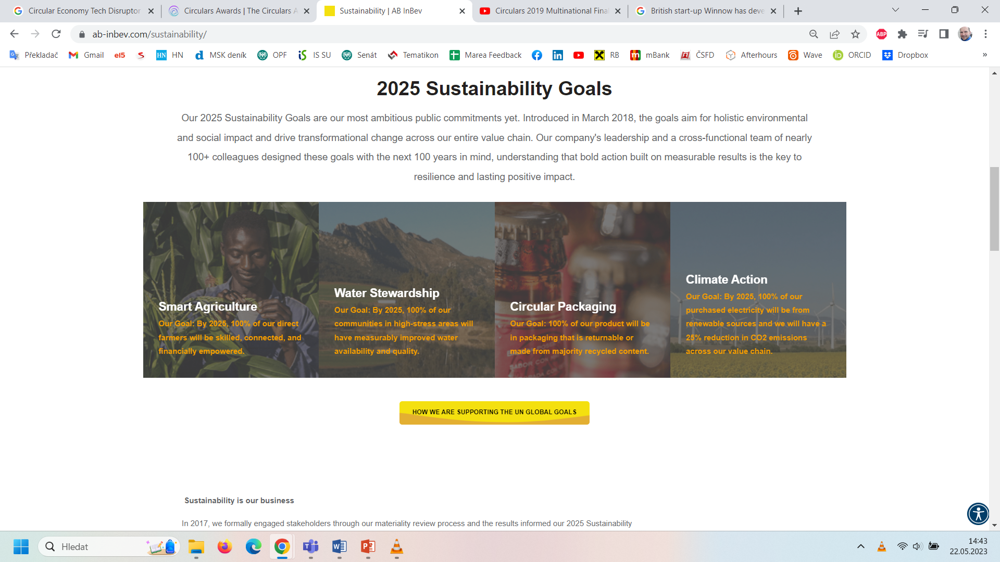 Circular Economy Tech Disruptor
Circulars Awards | The Circulars A
Sustainability | AB InBev
Circulars 2019 Multinational Fina
British start-up Winnow has deve
ab-inbev.com/sustainability/
ABP
Překladač
Gmail
el5
HN HN
d MSK deník
OPF
IS SU
Senát
Tematikon
Marea Feedback
RB
mBank
ČSFD
Afterhours
Wave
ORCID
Dropbox
»
2025 Sustainability Goals
Our 2025 Sustainability Goals are our most ambitious public commitments yet. Introduced in March 2018, the goals aim for holistic environmental
and social impact and drive transformational change across our entire value chain. Our company's leadership and a cross-functional team of nearly
100+ colleagues designed these goals with the next 100 years in mind, understanding that bold action built on measurable results is the key to
resilience and lasting positive impact.
Smart Agriculture
Our Goal: By 2025, 100% of our direct
farmers will be skilled, connected, and
financially empowered.
Water Stewardship
Our Goal: By 2025, 100% of our
communities in high-stress areas will
have measurably improved water
availability and quality.
Circular Packaging
Our Goal: 100% of our product will be
in packaging that is returnable or
made from majority recycled content.
SABOR CON
Climate Action
Our Goal: By 2025, 100% of our
purchased electricity will be from
renewable sources and we will have a
25% reduction in CO2 emissions
across our value chain.
HOW WE ARE SUPPORTING THE UN GLOBAL GOALS
Sustainability is our business
In 2017, we formally engaged stakeholders through our materiality review process and the results informed our 2025 Sustainability
Hledat
14:43
22.05.2023